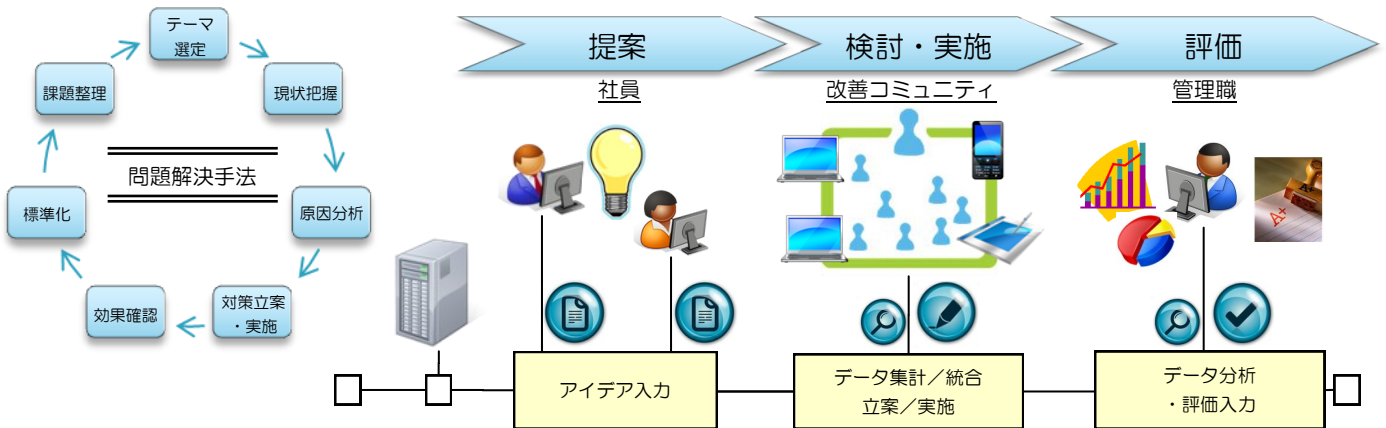 テーマ
選定
課題整理
現状把握
問題解決手法
標準化
原因分析
効果確認
対策立案
・実施
提案
検討・実施
評価
社員
改善コミュニティ
管理職
A+
アイデア入力
データ集計／統合
立案／実施
データ分析
・評価入力